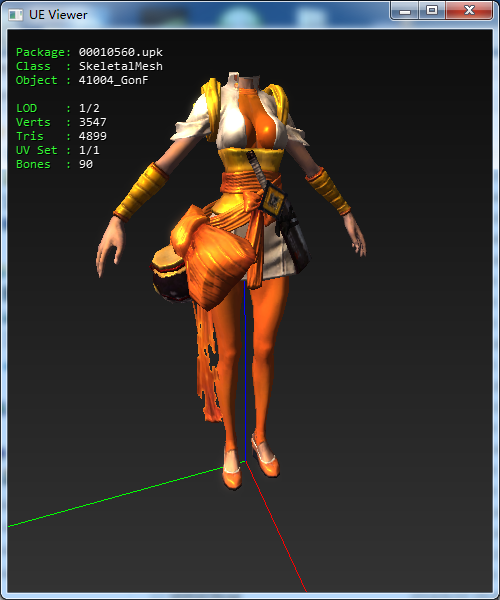 UE Viewer
Package: 00010560.upk
Class : SkeletalMesh
Object : 41004_GonF
LOD : 1/2
Verts : 3547
Tris : 4899
UV Set : 1/1
Bones : 90